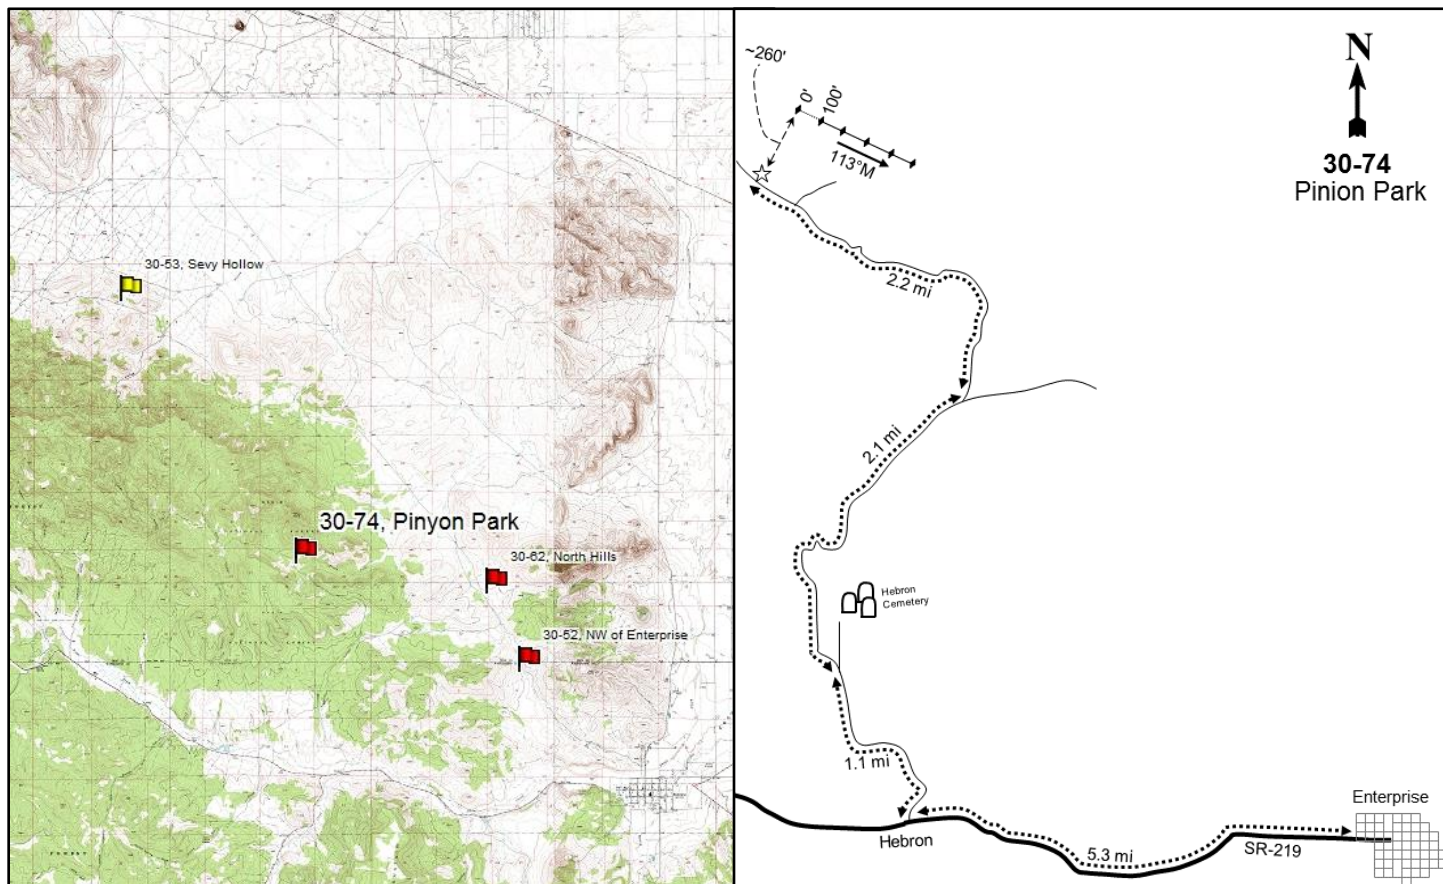 30-53, Sevy Hollow
30-74, Pinyon Park
30-62, North Hills
30-52, NW of Enterprise
~260'
0'
100'
113°M
N
30-74
Pinion Park
2.2 mi
2.1 mi
Hebron
Cemetery
1.1 mi
Hebron
5.3 mi
SR-219
Enterprise